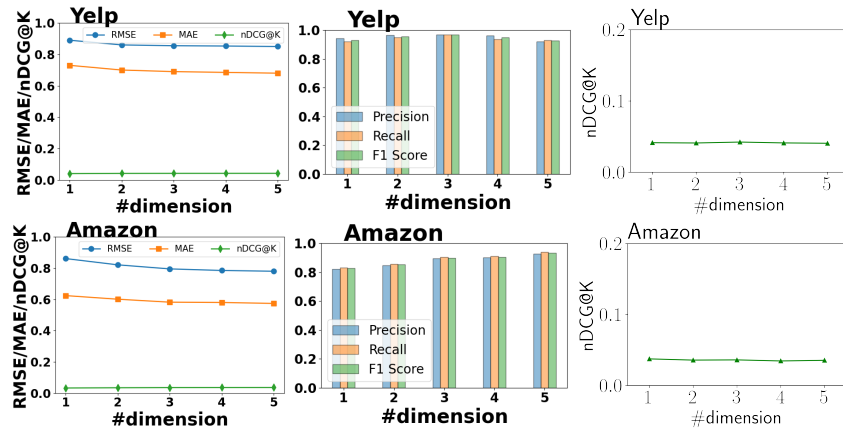 Yelp
RMSE MAE nDCG@K
RMSE/MAE/nDCG@K
1.0
0.8
0.6
0.4
0.2
0.0
1 2 3 4 5
#dimension
Yelp
1.0
0.8
0.6
0.4
0.2
0.0
Precision
Recall
F1 Score
1 2 3 4 5
#dimension
Yelp
nDCG@K
0.2
0.1
0.0
1 2 3 4 5
#dimension
Amazon
RMSE MAE nDCG@K
RMSE/MAE/nDCG@K
1.0
0.8
0.6
0.4
0.2
0.0
1 2 3 4 5
#dimension
Amazon
1.0
0.8
0.6
0.4
0.2
0.0
Precision
Recall
F1 Score
1 2 3 4 5
#dimension
Amazon
nDCG@K
0.2
0.1
0.0
1 2 3 4 5
#dimension